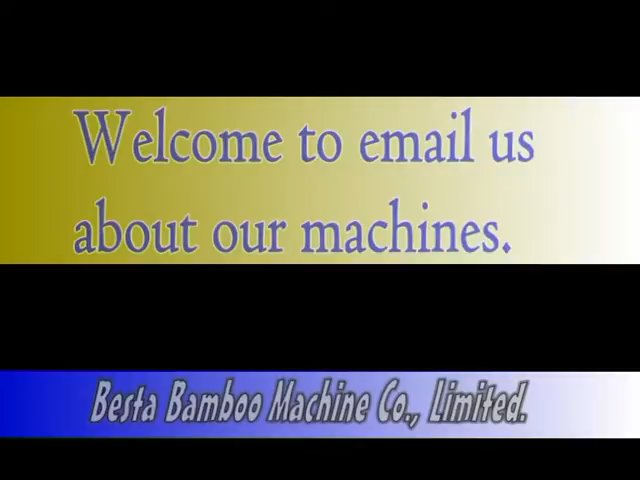 Welcome to email us
about our machines.
Besta Bamboo Machine Co., Limited.